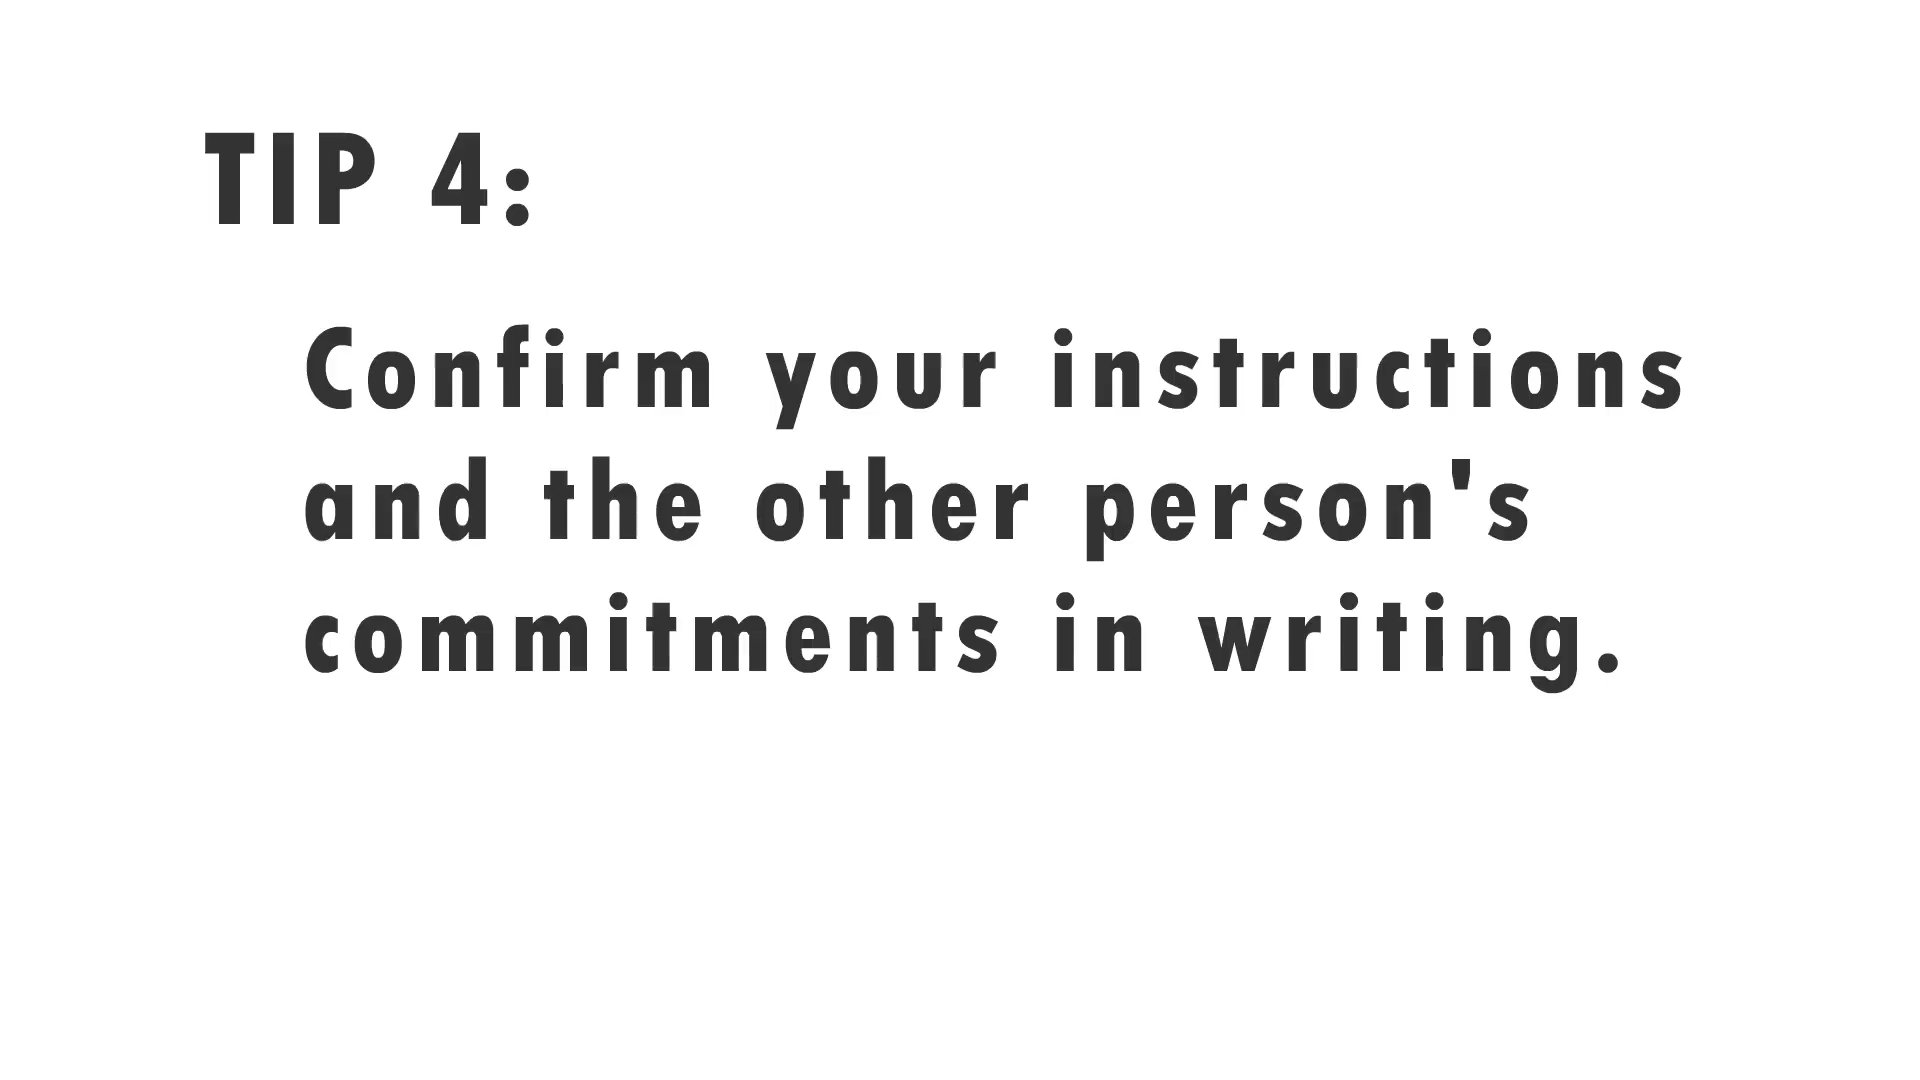 TIP 4:
Confirm your instructions
and the other person's
commitments in writing.